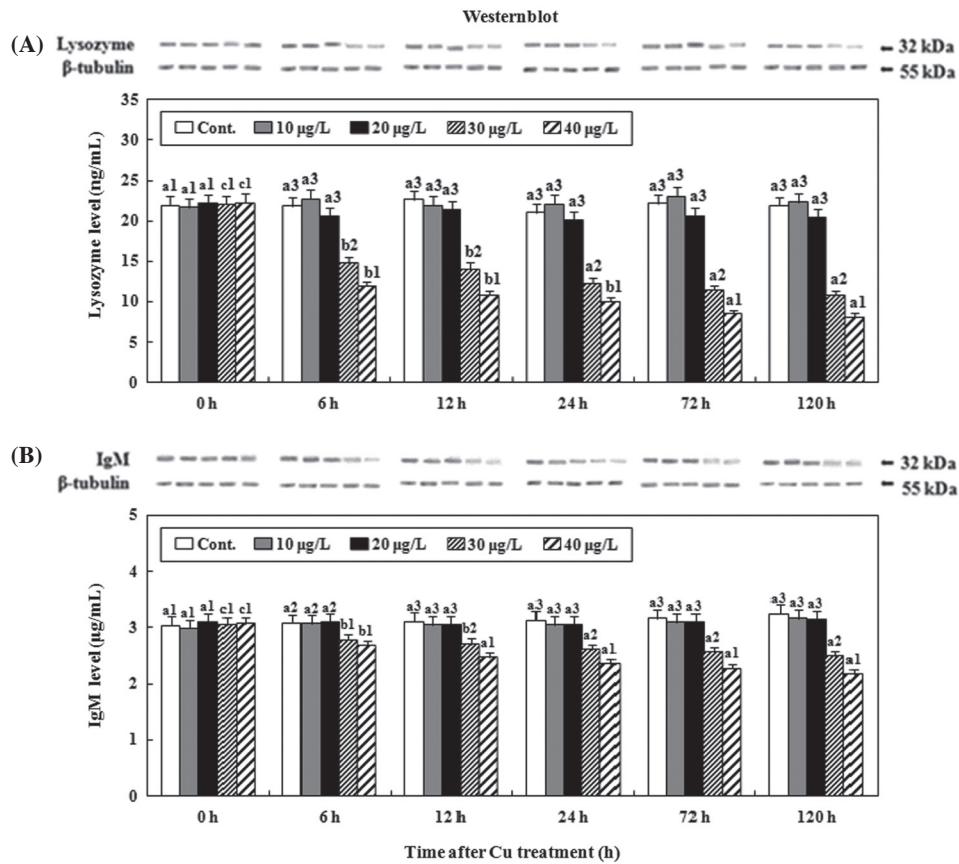 Westernblot
(A) Lysozyme 32 kDa
β-tubulin 55 kDa
35
Cont. 10 µg/L 20 µg/L 30 µg/L 40 µg/L
30
25
20
15
10
5
0
Lysozyme level (ng/mL)
a1 a1 a1 c1 c1
a3 a3 a3 b2 b1
a3 a3 a3 b2 b1
a3 a3 a3 a2 b1
a3 a3 a3 a2 a1
a3 a3 a3 a2 a1
0 h 6 h 12 h 24 h 72 h 120 h
(B) IgM 32 kDa
β-tubulin 55 kDa
5
Cont. 10 µg/L 20 µg/L 30 µg/L 40 µg/L
4
3
2
1
0
IgM level (µg/mL)
a1 a1 a1 c1 c1
a2 a2 a2 b1 b1
a3 a3 a3 b2 a1
a3 a3 a3 a2 a1
a3 a3 a3 a2 a1
a3 a3 a3 a2 a1
0 h 6 h 12 h 24 h 72 h 120 h
Time after Cu treatment (h)